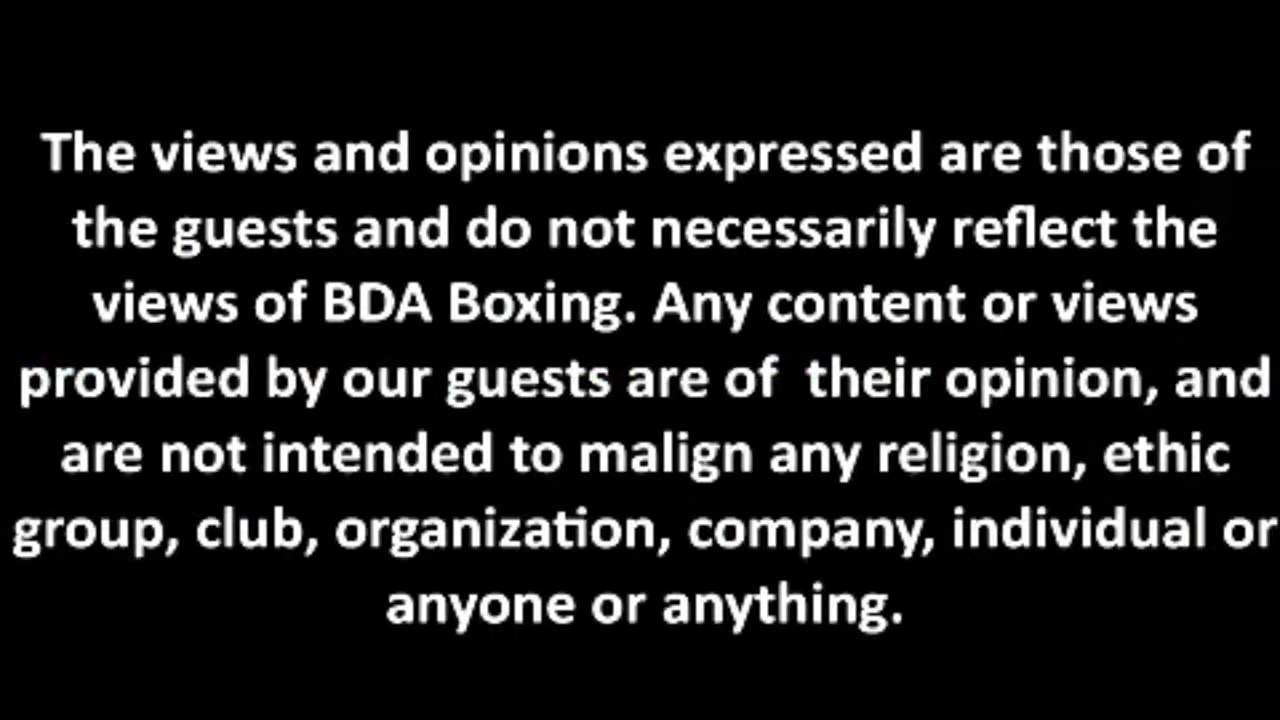 The views and opinions expressed are those of
the guests and do not necessarily reflect the
views of BDA Boxing. Any content or views
provided by our guests are of  their opinion, and
are not intended to malign any religion, ethic
group, club, organization, company, individual or
anyone or anything.